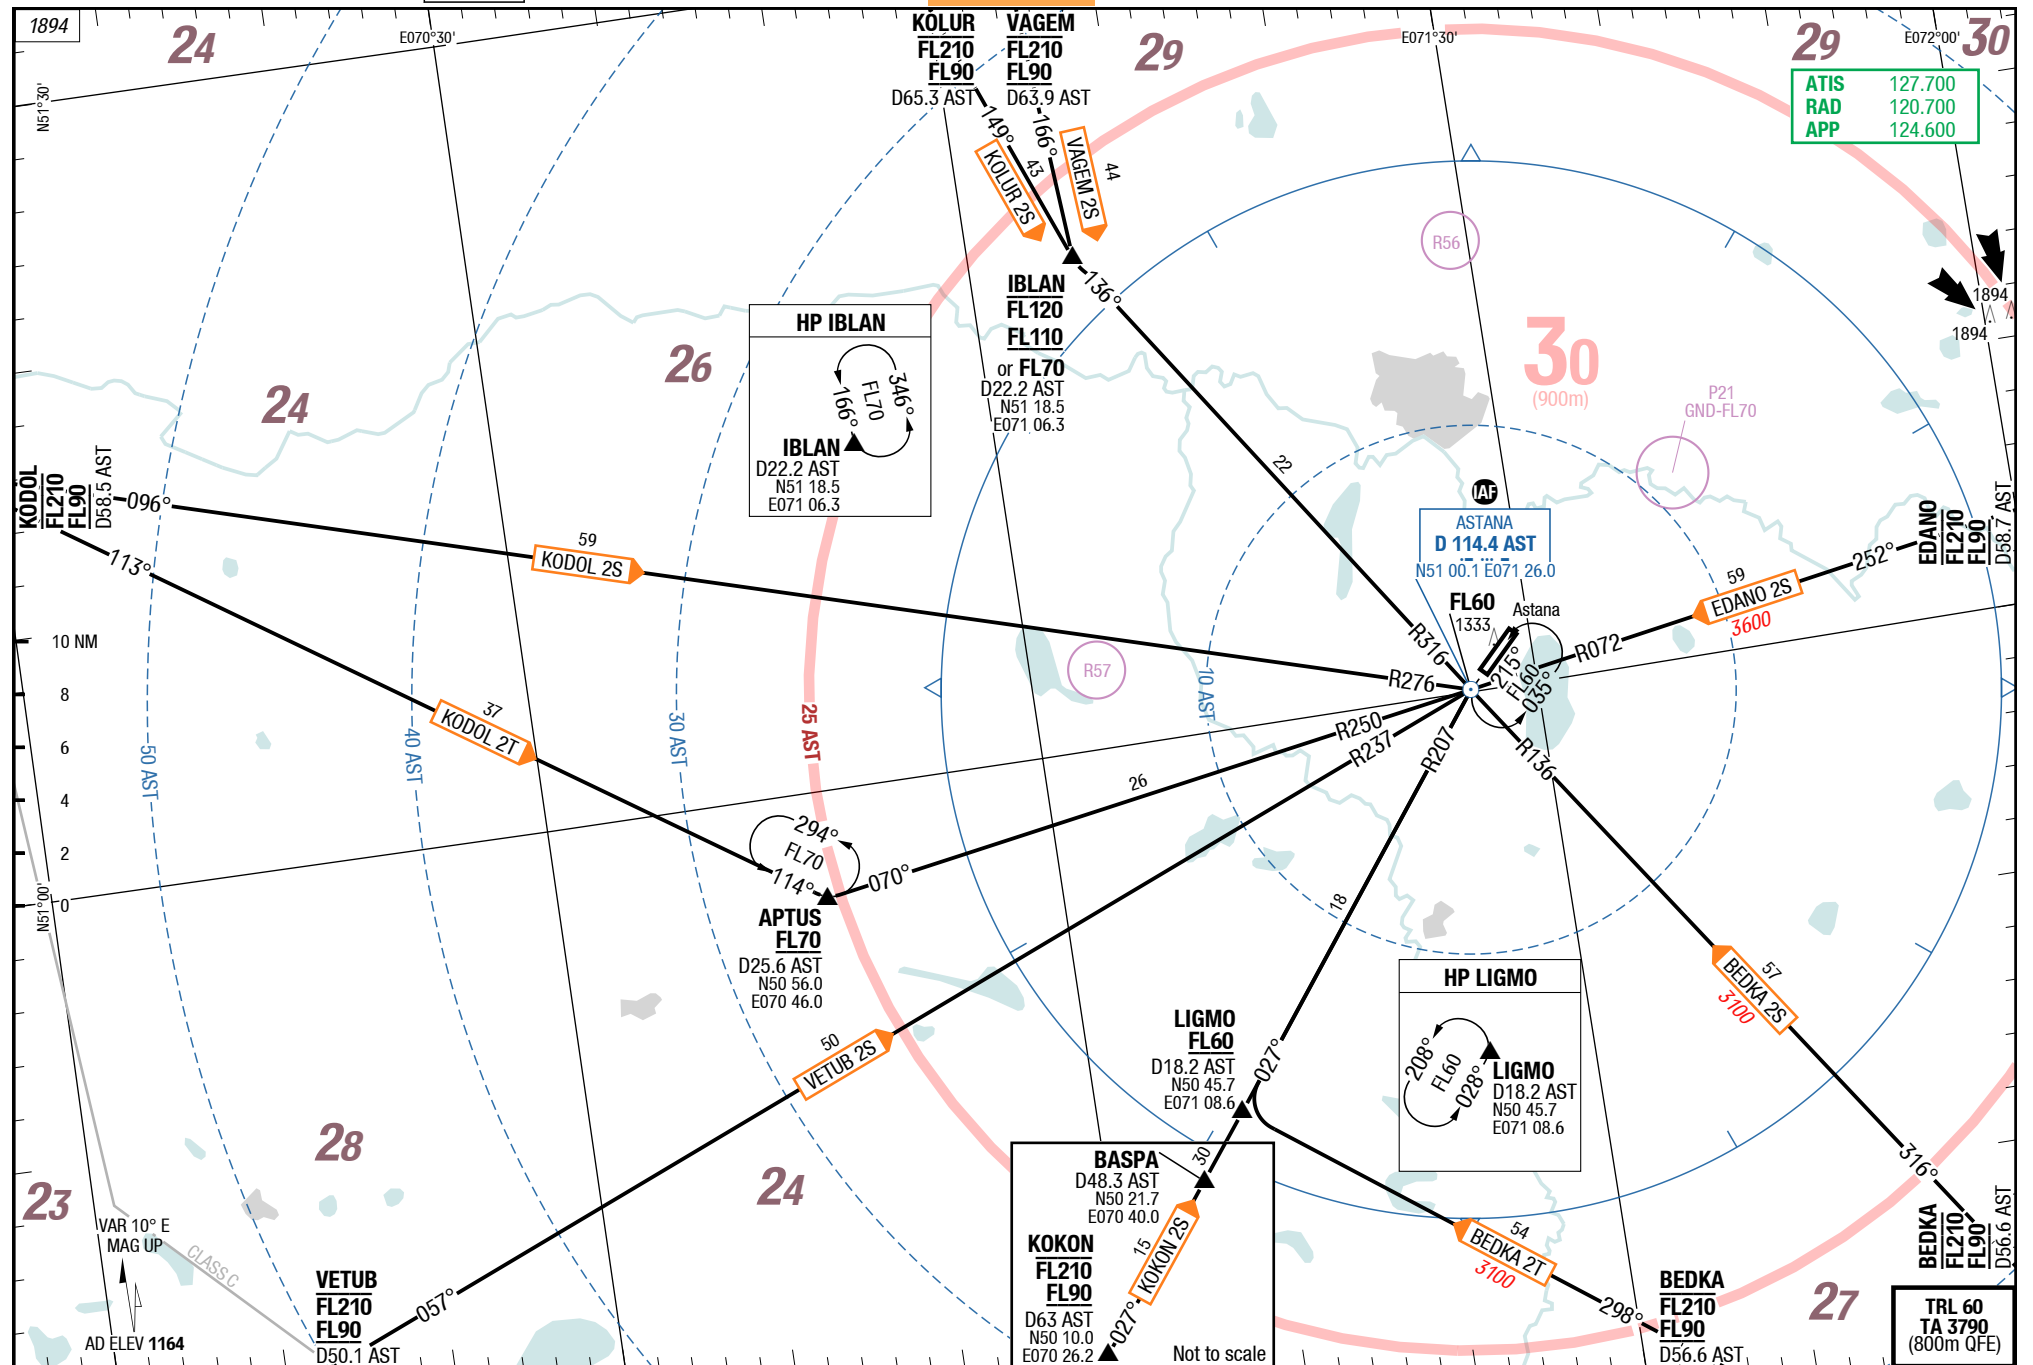 1894
24
E070°30'
KOLUR
FL210
FL90
D65.3 AST
VAGEM
FL210
FL90
D63.9 AST
29
E071°30'
29
E072°00'
30
ATIS 127.700
RAD 120.700
APP 124.600
N51°30'
149°
43
KOLUR 2S
166°
VAGEM 2S
44
R56
136°
IBLAN
FL120
FL110
or FL70
D22.2 AST
N51 18.5
E071 06.3
HP IBLAN
166°
FL70
346°
IBLAN
D22.2 AST
N51 18.5
E071 06.3
26
24
30
(900m)
1894
1894
P21
GND-FL70
22
KODOL
FL210
FL90
D58.5 AST
096°
113°
59
KODOL 2S
IAF
ASTANA
D 114.4 AST
N51 00.1 E071 26.0
FL60
1333
Astana
EDANO
FL210
FL90
D58.7 AST
252°
59
EDANO 2S
3600
R072
R316
R276
215°
FL60
035°
R57
10 AST
25 AST
30 AST
40 AST
50 AST
10 NM
8
6
4
2
0
N51°00'
37
KODOL 2T
R250
R237
R207
R136
26
294°
FL70
114°
070°
APTUS
FL70
D25.6 AST
N50 56.0
E070 46.0
18
50
VETUB 2S
57
BEDKA 2S
3100
HP LIGMO
208°
FL60
028°
LIGMO
D18.2 AST
N50 45.7
E071 08.6
LIGMO
FL60
D18.2 AST
N50 45.7
E071 08.6
027°
28
24
23
BASPA
D48.3 AST
N50 21.7
E070 40.0
30
KOKON
FL210
FL90
D63 AST
N50 10.0
E070 26.2
15
KOKON 2S
027°
Not to scale
54
BEDKA 2T
3100
298°
316°
BEDKA
FL210
FL90
D56.6 AST
BEDKA
FL210
FL90
D56.6 AST
27
VAR 10° E
MAG UP
CLASS C
AD ELEV 1164
VETUB
FL210
FL90
D50.1 AST
057°
TRL 60
TA 3790
(800m QFE)